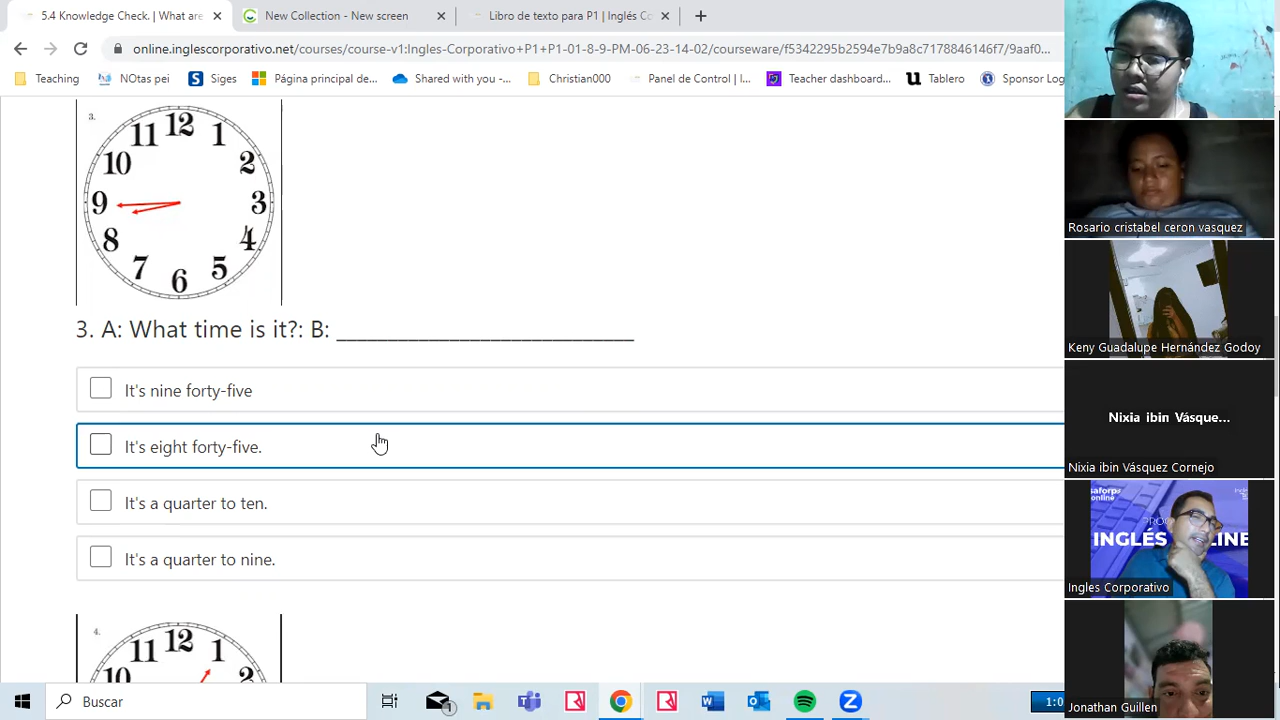 5.4 Knowledge Check. | What are
New Collection - New screen
Libro de texto para P1 | Inglés Co
online.inglescorporativo.net/courses/course-v1:Ingles-Corporativo+P1+P1-01-8-9-PM-06-23-14-02/courseware/f5342295b2594e7b9a8c7178846146f7/9aaf0...
Teaching
NOtas pei
Siges
Página principal de...
Shared with you -...
Christian000
Panel de Control | I...
Teacher dashboard...
Tablero
Sponsor Log
3.
12
11 1
10 2
9 3
8 4
7 5
6
3. A: What time is it?: B: ____________________________
It's nine forty-five
It's eight forty-five.
It's a quarter to ten.
It's a quarter to nine.
4.
12
11 1
10 2
Rosario cristabel ceron vasquez
Keny Guadalupe Hernández Godoy
Nixia ibin Vásque...
Nixia ibin Vásquez Cornejo
INGLÉS
LINE
Ingles Corporativo
Jonathan Guillen
Buscar
1